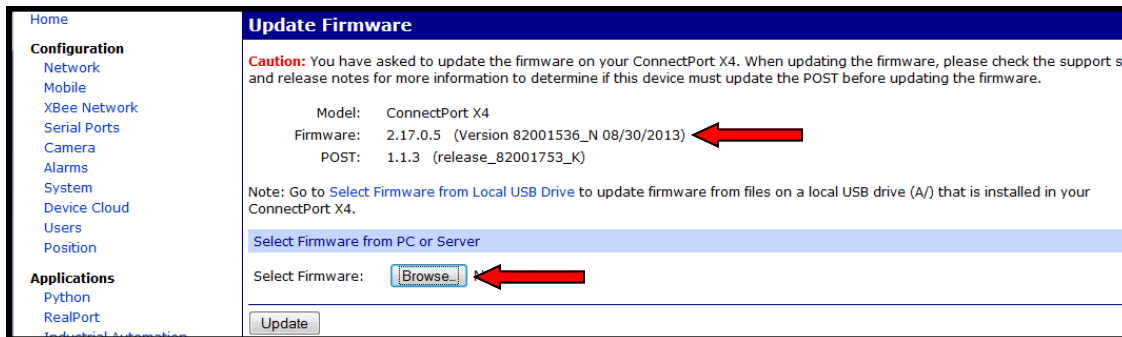 Home
Configuration
Network
Mobile
XBee Network
Serial Ports
Camera
Alarms
System
Device Cloud
Users
Position
Applications
Python
RealPort
Industrial Automation
Update Firmware
Caution: You have asked to update the firmware on your ConnectPort X4. When updating the firmware, please check the support s
and release notes for more information to determine if this device must update the POST before updating the firmware.
Model: ConnectPort X4
Firmware: 2.17.0.5 (Version 82001536_N 08/30/2013)
POST: 1.1.3 (release_82001753_K)
Note: Go to Select Firmware from Local USB Drive to update firmware from files on a local USB drive (A/) that is installed in your
ConnectPort X4.
Select Firmware from PC or Server
Select Firmware: Browse_
Update